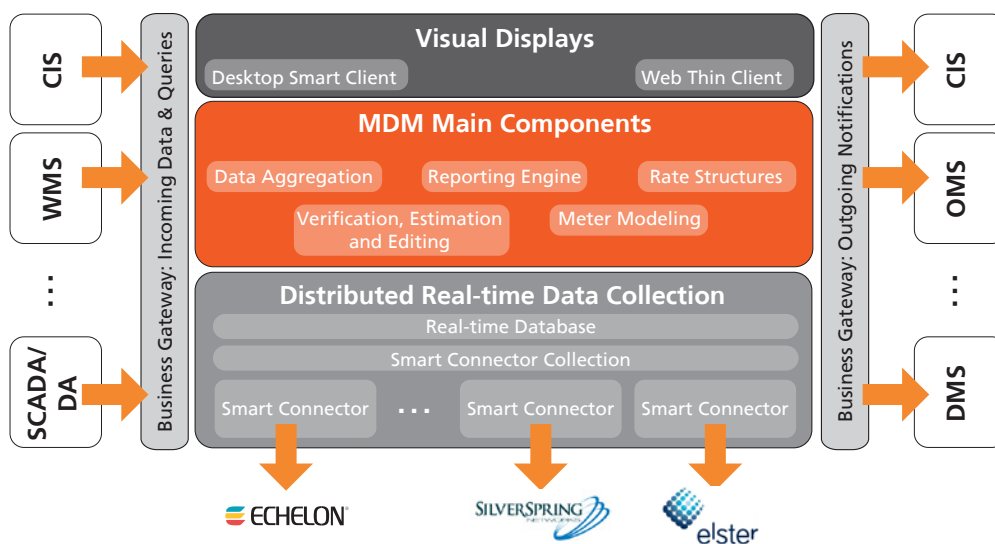 CIS
WMS
...
SCADA/
DA
Business Gateway: Incoming Data & Queries
Visual Displays
Desktop Smart Client
Web Thin Client
MDM Main Components
Data Aggregation
Reporting Engine
Rate Structures
Verification, Estimation
and Editing
Meter Modeling
Distributed Real-time Data Collection
Real-time Database
Smart Connector Collection
Smart Connector
...
Smart Connector
Smart Connector
Business Gateway: Outgoing Notifications
CIS
OMS
...
DMS
ECHELON®
SILVERSPRING
NETWORKS
elster